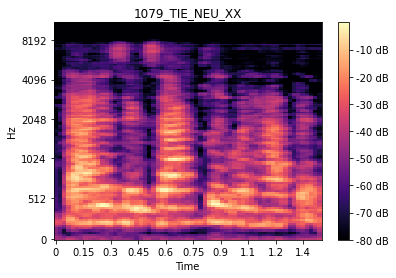 1079_TIE_NEU_XX
8192
4096
2048
1024
512
0
Hz
0 0.15 0.3 0.45 0.6 0.75 0.9 1.1 1.2 1.4
Time
-10 dB
-20 dB
-30 dB
-40 dB
-50 dB
-60 dB
-70 dB
-80 dB